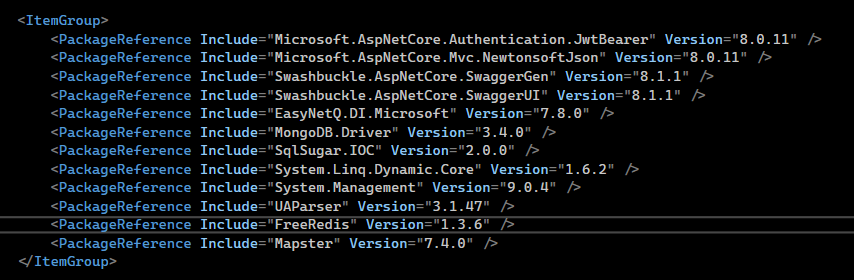 <ItemGroup>
<PackageReference Include="Microsoft.AspNetCore.Authentication.JwtBearer" Version="8.0.11" />
<PackageReference Include="Microsoft.AspNetCore.Mvc.NewtonsoftJson" Version="8.0.11" />
<PackageReference Include="Swashbuckle.AspNetCore.SwaggerGen" Version="8.1.1" />
<PackageReference Include="Swashbuckle.AspNetCore.SwaggerUI" Version="8.1.1" />
<PackageReference Include="EasyNetQ.DI.Microsoft" Version="7.8.0" />
<PackageReference Include="MongoDB.Driver" Version="3.4.0" />
<PackageReference Include="SqlSugar.IOC" Version="2.0.0" />
<PackageReference Include="System.Linq.Dynamic.Core" Version="1.6.2" />
<PackageReference Include="System.Management" Version="9.0.4" />
<PackageReference Include="UAParser" Version="3.1.47" />
<PackageReference Include="FreeRedis" Version="1.3.6" />
<PackageReference Include="Mapster" Version="7.4.0" />
</ItemGroup>